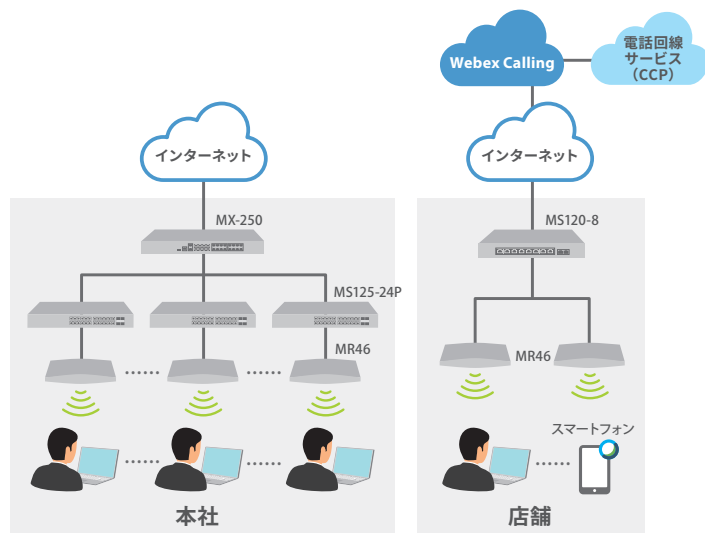 Webex Calling
電話回線
サービス
（CCP）
インターネット
インターネット
MX-250
MS120-8
MS125-24P
MR46
MR46
スマートフォン
本社
店舗